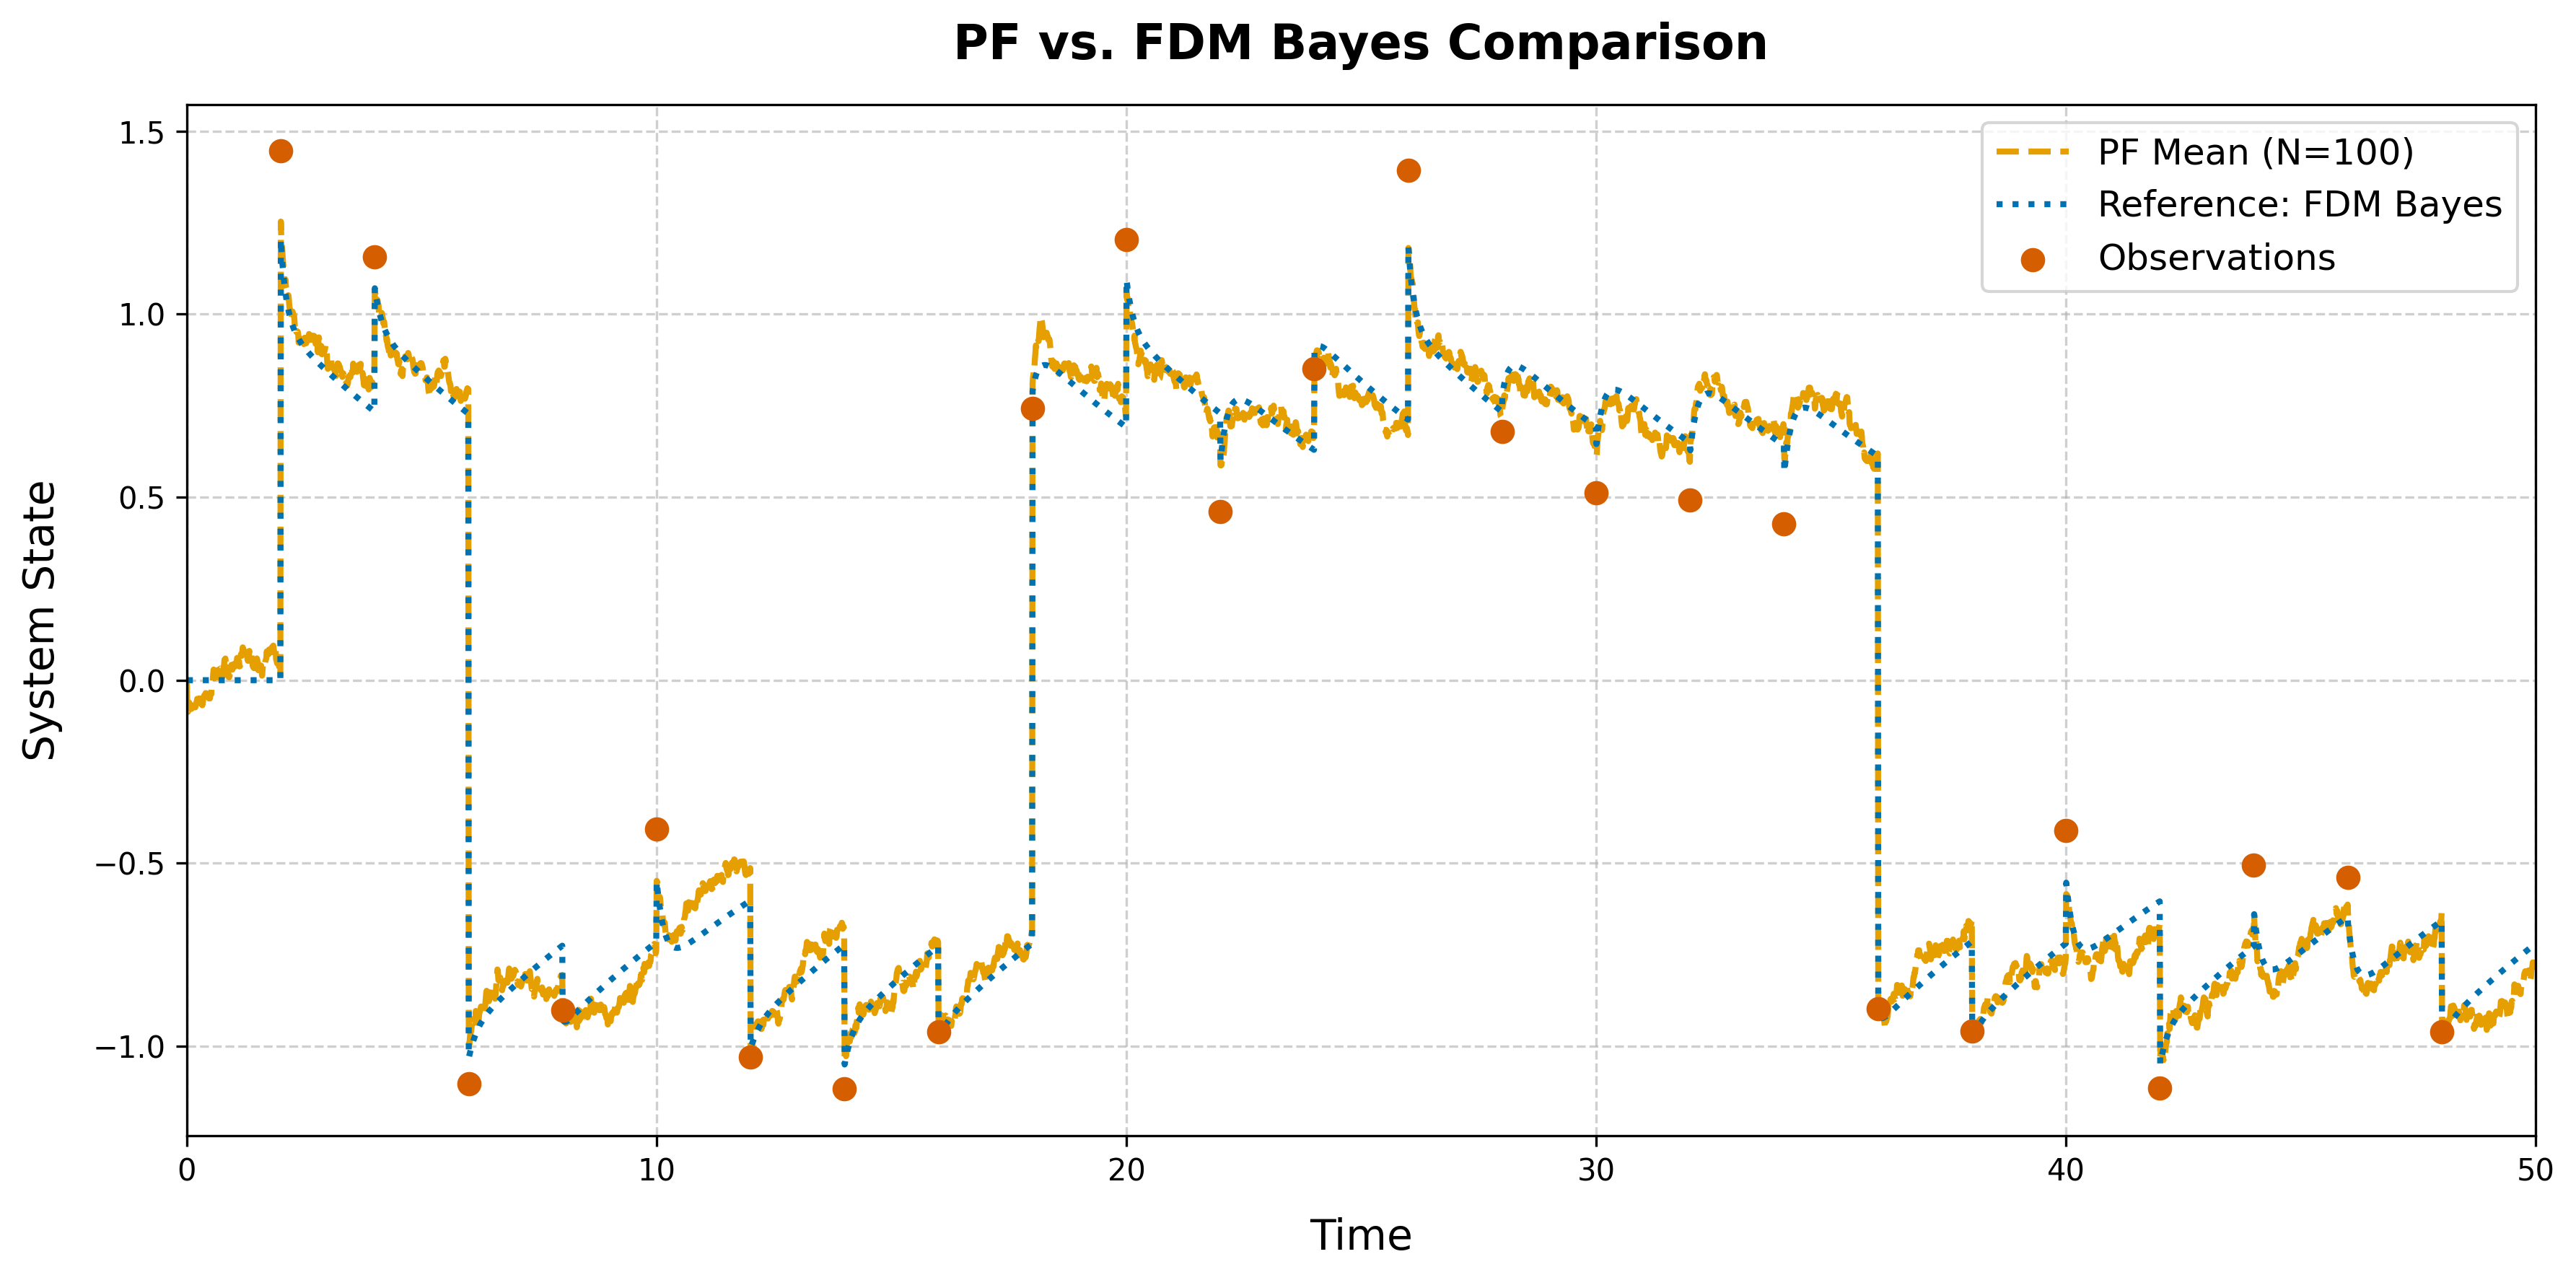 PF vs. FDM Bayes Comparison
PF Mean (N=100)
Reference: FDM Bayes
Observations
System State
1.5
1.0
0.5
0.0
−0.5
−1.0
0 10 20 30 40 50
Time